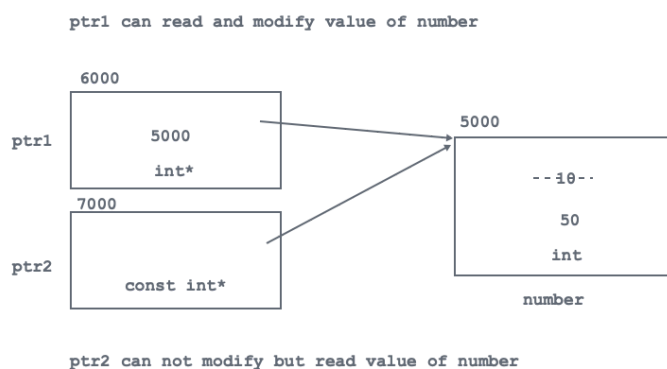 ptr1 can read and modify value of number
6000
ptr1
5000
int*
7000
ptr2
const int*
5000
10
50
int
number
ptr2 can not modify but read value of number